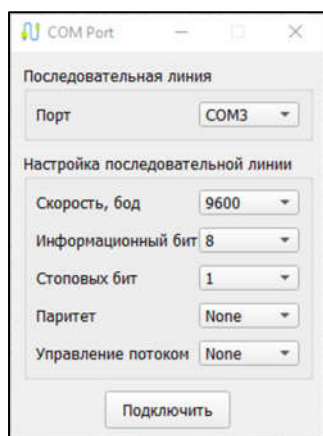 COM Port
Последовательная линия
Порт COM3
Настройка последовательной линии
Скорость, бод 9600
Информационный бит 8
Стоповых бит 1
Паритет None
Управление потоком None
Подключить